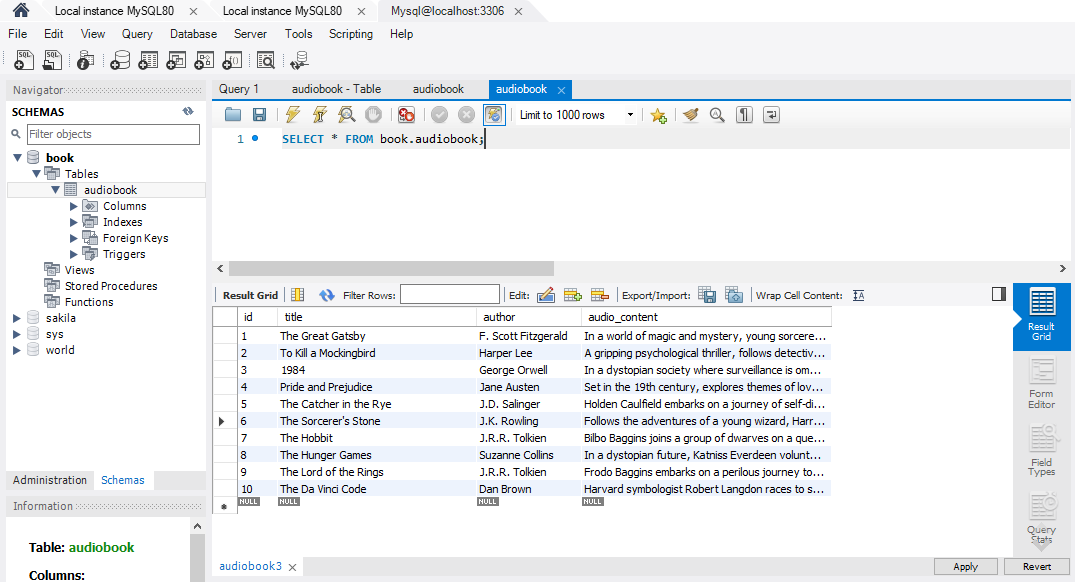 Local instance MySQL80 Local instance MySQL80 Mysql@localhost:3306
File Edit View Query Database Server Tools Scripting Help
Navigator
SCHEMAS
Filter objects
book
Tables
audiobook
Columns
Indexes
Foreign Keys
Triggers
Views
Stored Procedures
Functions
sakila
sys
world
Administration Schemas
Information
Table: audiobook
Columns:
Query 1 audiobook - Table audiobook audiobook
Limit to 1000 rows
1 SELECT * FROM book.audiobook;
Result Grid Filter Rows: Edit: Export/Import: Wrap Cell Content:
id title author audio_content
1 The Great Gatsby F. Scott Fitzgerald In a world of magic and mystery, young sorcere...
2 To Kill a Mockingbird Harper Lee A gripping psychological thriller, follows detectiv...
3 1984 George Orwell In a dystopian society where surveillance is om...
4 Pride and Prejudice Jane Austen Set in the 19th century, explores themes of lov...
5 The Catcher in the Rye J.D. Salinger Holden Caulfield embarks on a journey of self-di...
6 The Sorcerer's Stone J.K. Rowling Follows the adventures of a young wizard, Harr...
7 The Hobbit J.R.R. Tolkien Bilbo Baggins joins a group of dwarves on a que...
8 The Hunger Games Suzanne Collins In a dystopian future, Katniss Everdeen volunt...
9 The Lord of the Rings J.R.R. Tolkien Frodo Baggins embarks on a perilous journey to...
10 The Da Vinci Code Dan Brown Harvard symbologist Robert Langdon races to s...
NULL NULL NULL NULL
Result
Grid
Form
Editor
Field
Types
Query
Stats
audiobook3
Apply Revert